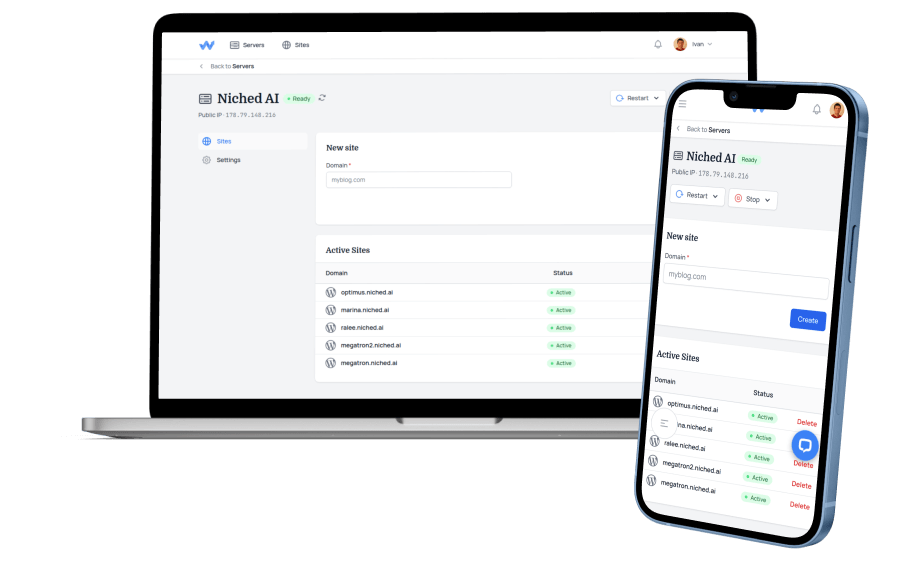 Servers Sites Ivan
Back to Servers
Niched AI Ready
Public IP · 178.79.148.216
Restart
Sites
Settings
New site
Domain *
myblog.com
Active Sites
Domain Status
optimus.niched.ai Active
marina.niched.ai Active
ralee.niched.ai Active
megatron2.niched.ai Active
megatron.niched.ai Active
Back to Servers
Niched AI Ready
Public IP · 178.79.148.216
Restart Stop
New site
Domain *
myblog.com
Create
Active Sites
Domain Status
optimus.niched.ai Active Delete
na.niched.ai Active
ralee.niched.ai Active Delete
megatron2.niched.ai Active Delete
megatron.niched.ai Active Delete